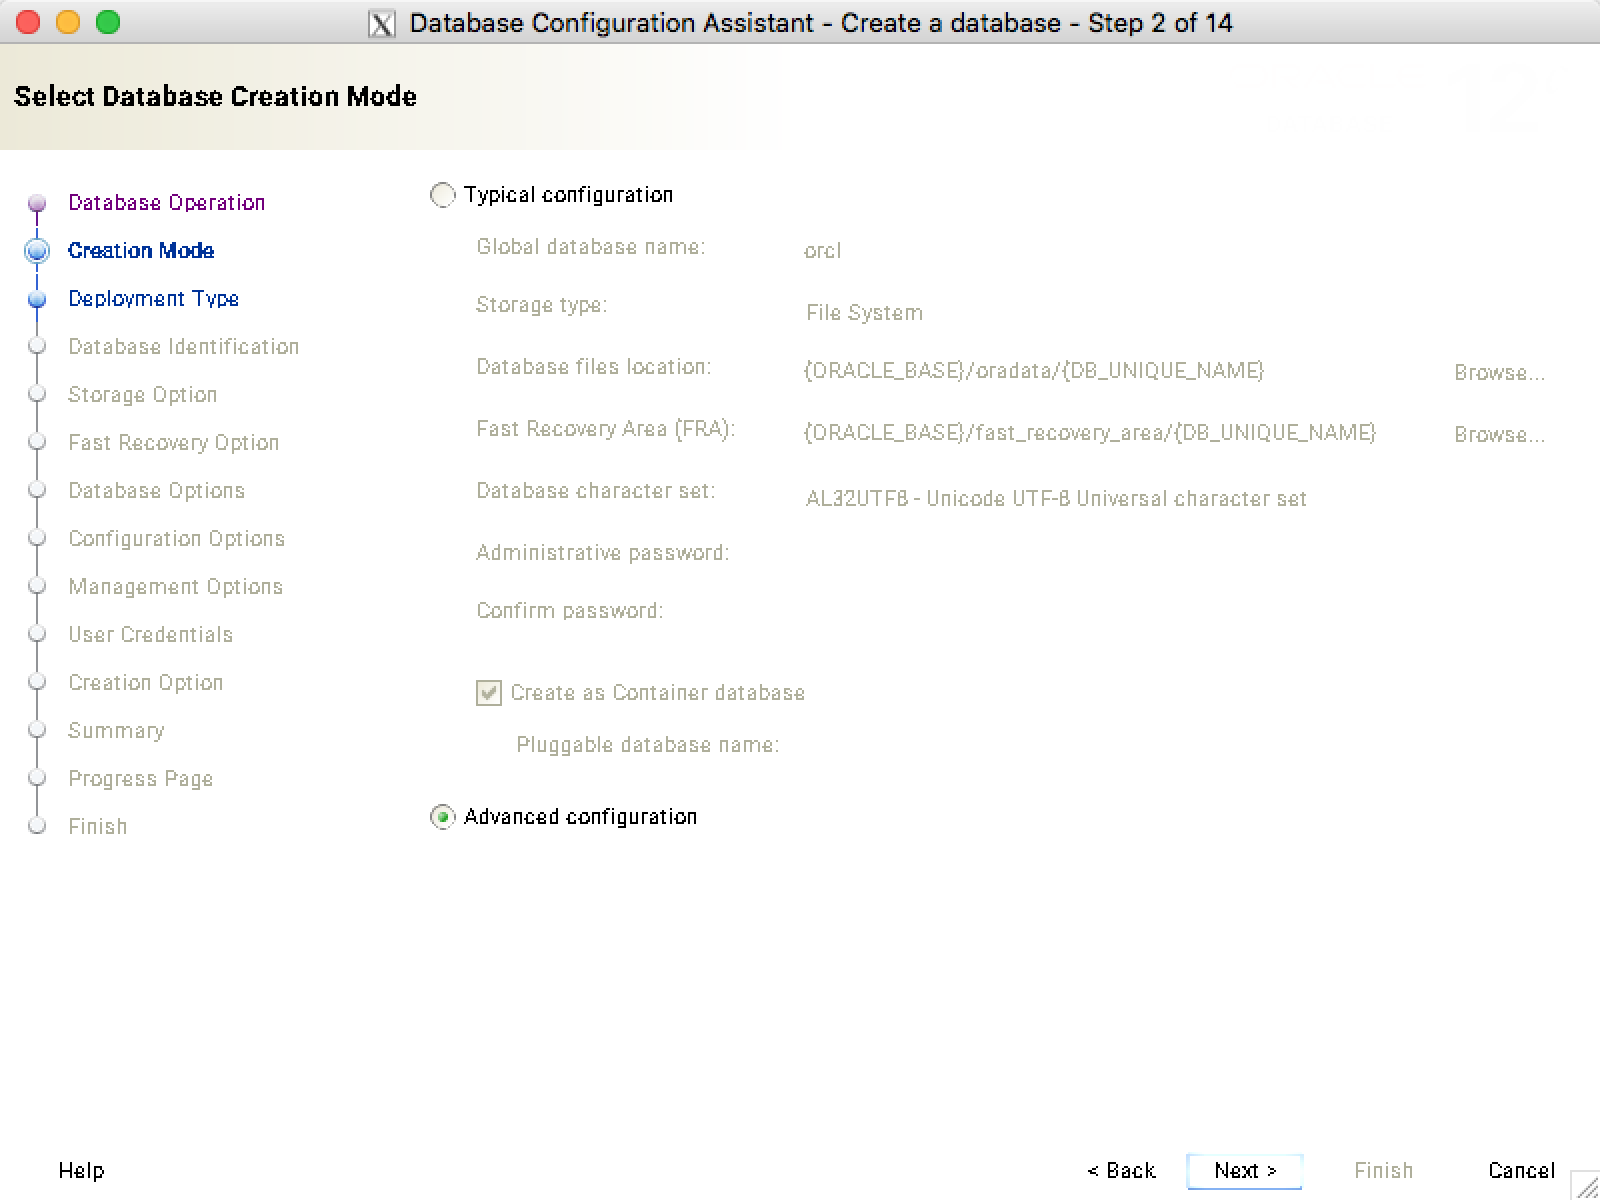 Database Configuration Assistant - Create a database - Step 2 of 14
Select Database Creation Mode
Database Operation
Creation Mode
Deployment Type
Database Identification
Storage Option
Fast Recovery Option
Database Options
Configuration Options
Management Options
User Credentials
Creation Option
Summary
Progress Page
Finish
Typical configuration
Global database name: orcl
Storage type: File System
Database files location: {ORACLE_BASE}/oradata/{DB_UNIQUE_NAME} Browse...
Fast Recovery Area (FRA): {ORACLE_BASE}/fast_recovery_area/{DB_UNIQUE_NAME} Browse...
Database character set: AL32UTF8 - Unicode UTF-8 Universal character set
Administrative password:
Confirm password:
Create as Container database
Pluggable database name:
Advanced configuration
Help < Back Next > Finish Cancel